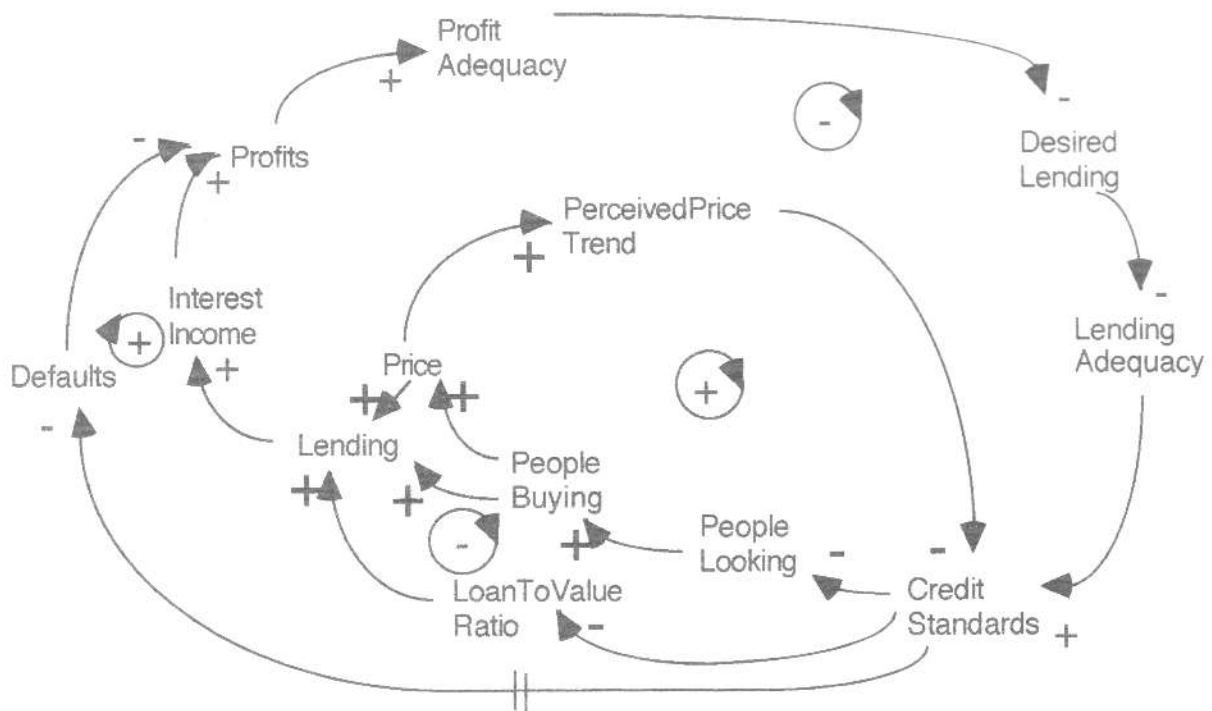 Profit
Adequacy
+
-
-
-
Profits
+
Desired
Lending
PerceivedPrice
Trend
+
-
Interest
Income
+
+
Lending
Adequacy
Defaults
-
Price
+
+
+
Lending
+
+
People
Buying
+
-
People
Looking
-
-
LoanToValue
Ratio
-
Credit
Standards
+